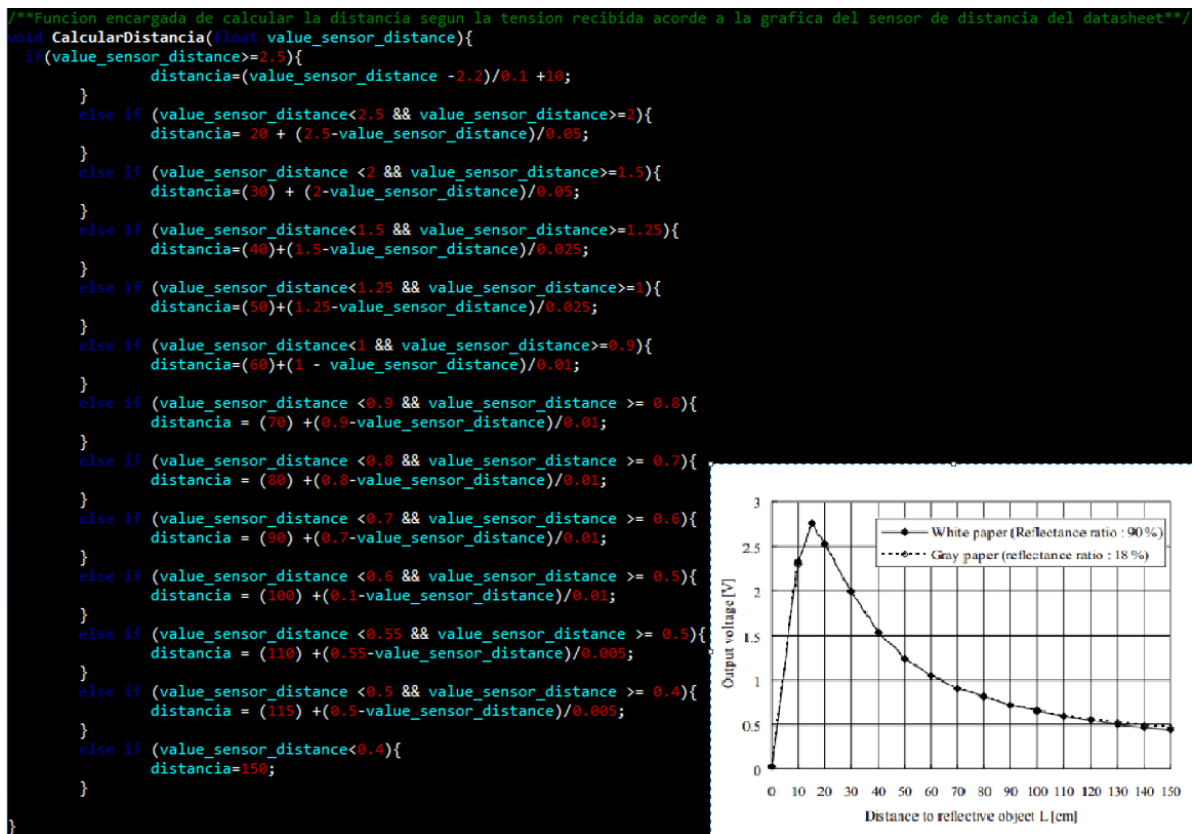 /**Funcion encargada de calcular la distancia segun la tension recibida acorde a la grafica del sensor de distancia del datasheet**/
void CalcularDistancia(float value_sensor_distance){
if(value_sensor_distance>=2.5){
distancia=(value_sensor_distance -2.2)/0.1 +10;
}
else if (value_sensor_distance<2.5 && value_sensor_distance>=2){
distancia= 20 + (2.5-value_sensor_distance)/0.05;
}
else if (value_sensor_distance <2 && value_sensor_distance>=1.5){
distancia=(30) + (2-value_sensor_distance)/0.05;
}
else if (value_sensor_distance<1.5 && value_sensor_distance>=1.25){
distancia=(40)+(1.5-value_sensor_distance)/0.025;
}
else if (value_sensor_distance<1.25 && value_sensor_distance>=1){
distancia=(50)+(1.25-value_sensor_distance)/0.025;
}
else if (value_sensor_distance<1 && value_sensor_distance>=0.9){
distancia=(60)+(1 - value_sensor_distance)/0.01;
}
else if (value_sensor_distance <0.9 && value_sensor_distance >= 0.8){
distancia = (70) +(0.9-value_sensor_distance)/0.01;
}
else if (value_sensor_distance <0.8 && value_sensor_distance >= 0.7){
distancia = (80) +(0.8-value_sensor_distance)/0.01;
}
else if (value_sensor_distance <0.7 && value_sensor_distance >= 0.6){
distancia = (90) +(0.7-value_sensor_distance)/0.01;
}
else if (value_sensor_distance <0.6 && value_sensor_distance >= 0.5){
distancia = (100) +(0.1-value_sensor_distance)/0.01;
}
else if (value_sensor_distance <0.55 && value_sensor_distance >= 0.5){
distancia = (110) +(0.55-value_sensor_distance)/0.005;
}
else if (value_sensor_distance <0.5 && value_sensor_distance >= 0.4){
distancia = (115) +(0.5-value_sensor_distance)/0.005;
}
else if (value_sensor_distance<0.4){
distancia=150;
}
}
3
2.5
2
1.5
1
0.5
0
Output voltage [V]
White paper (Reflectance ratio : 90%)
Gray paper (reflectance ratio : 18%)
0 10 20 30 40 50 60 70 80 90 100 110 120 130 140 150
Distance to reflective object L [cm]